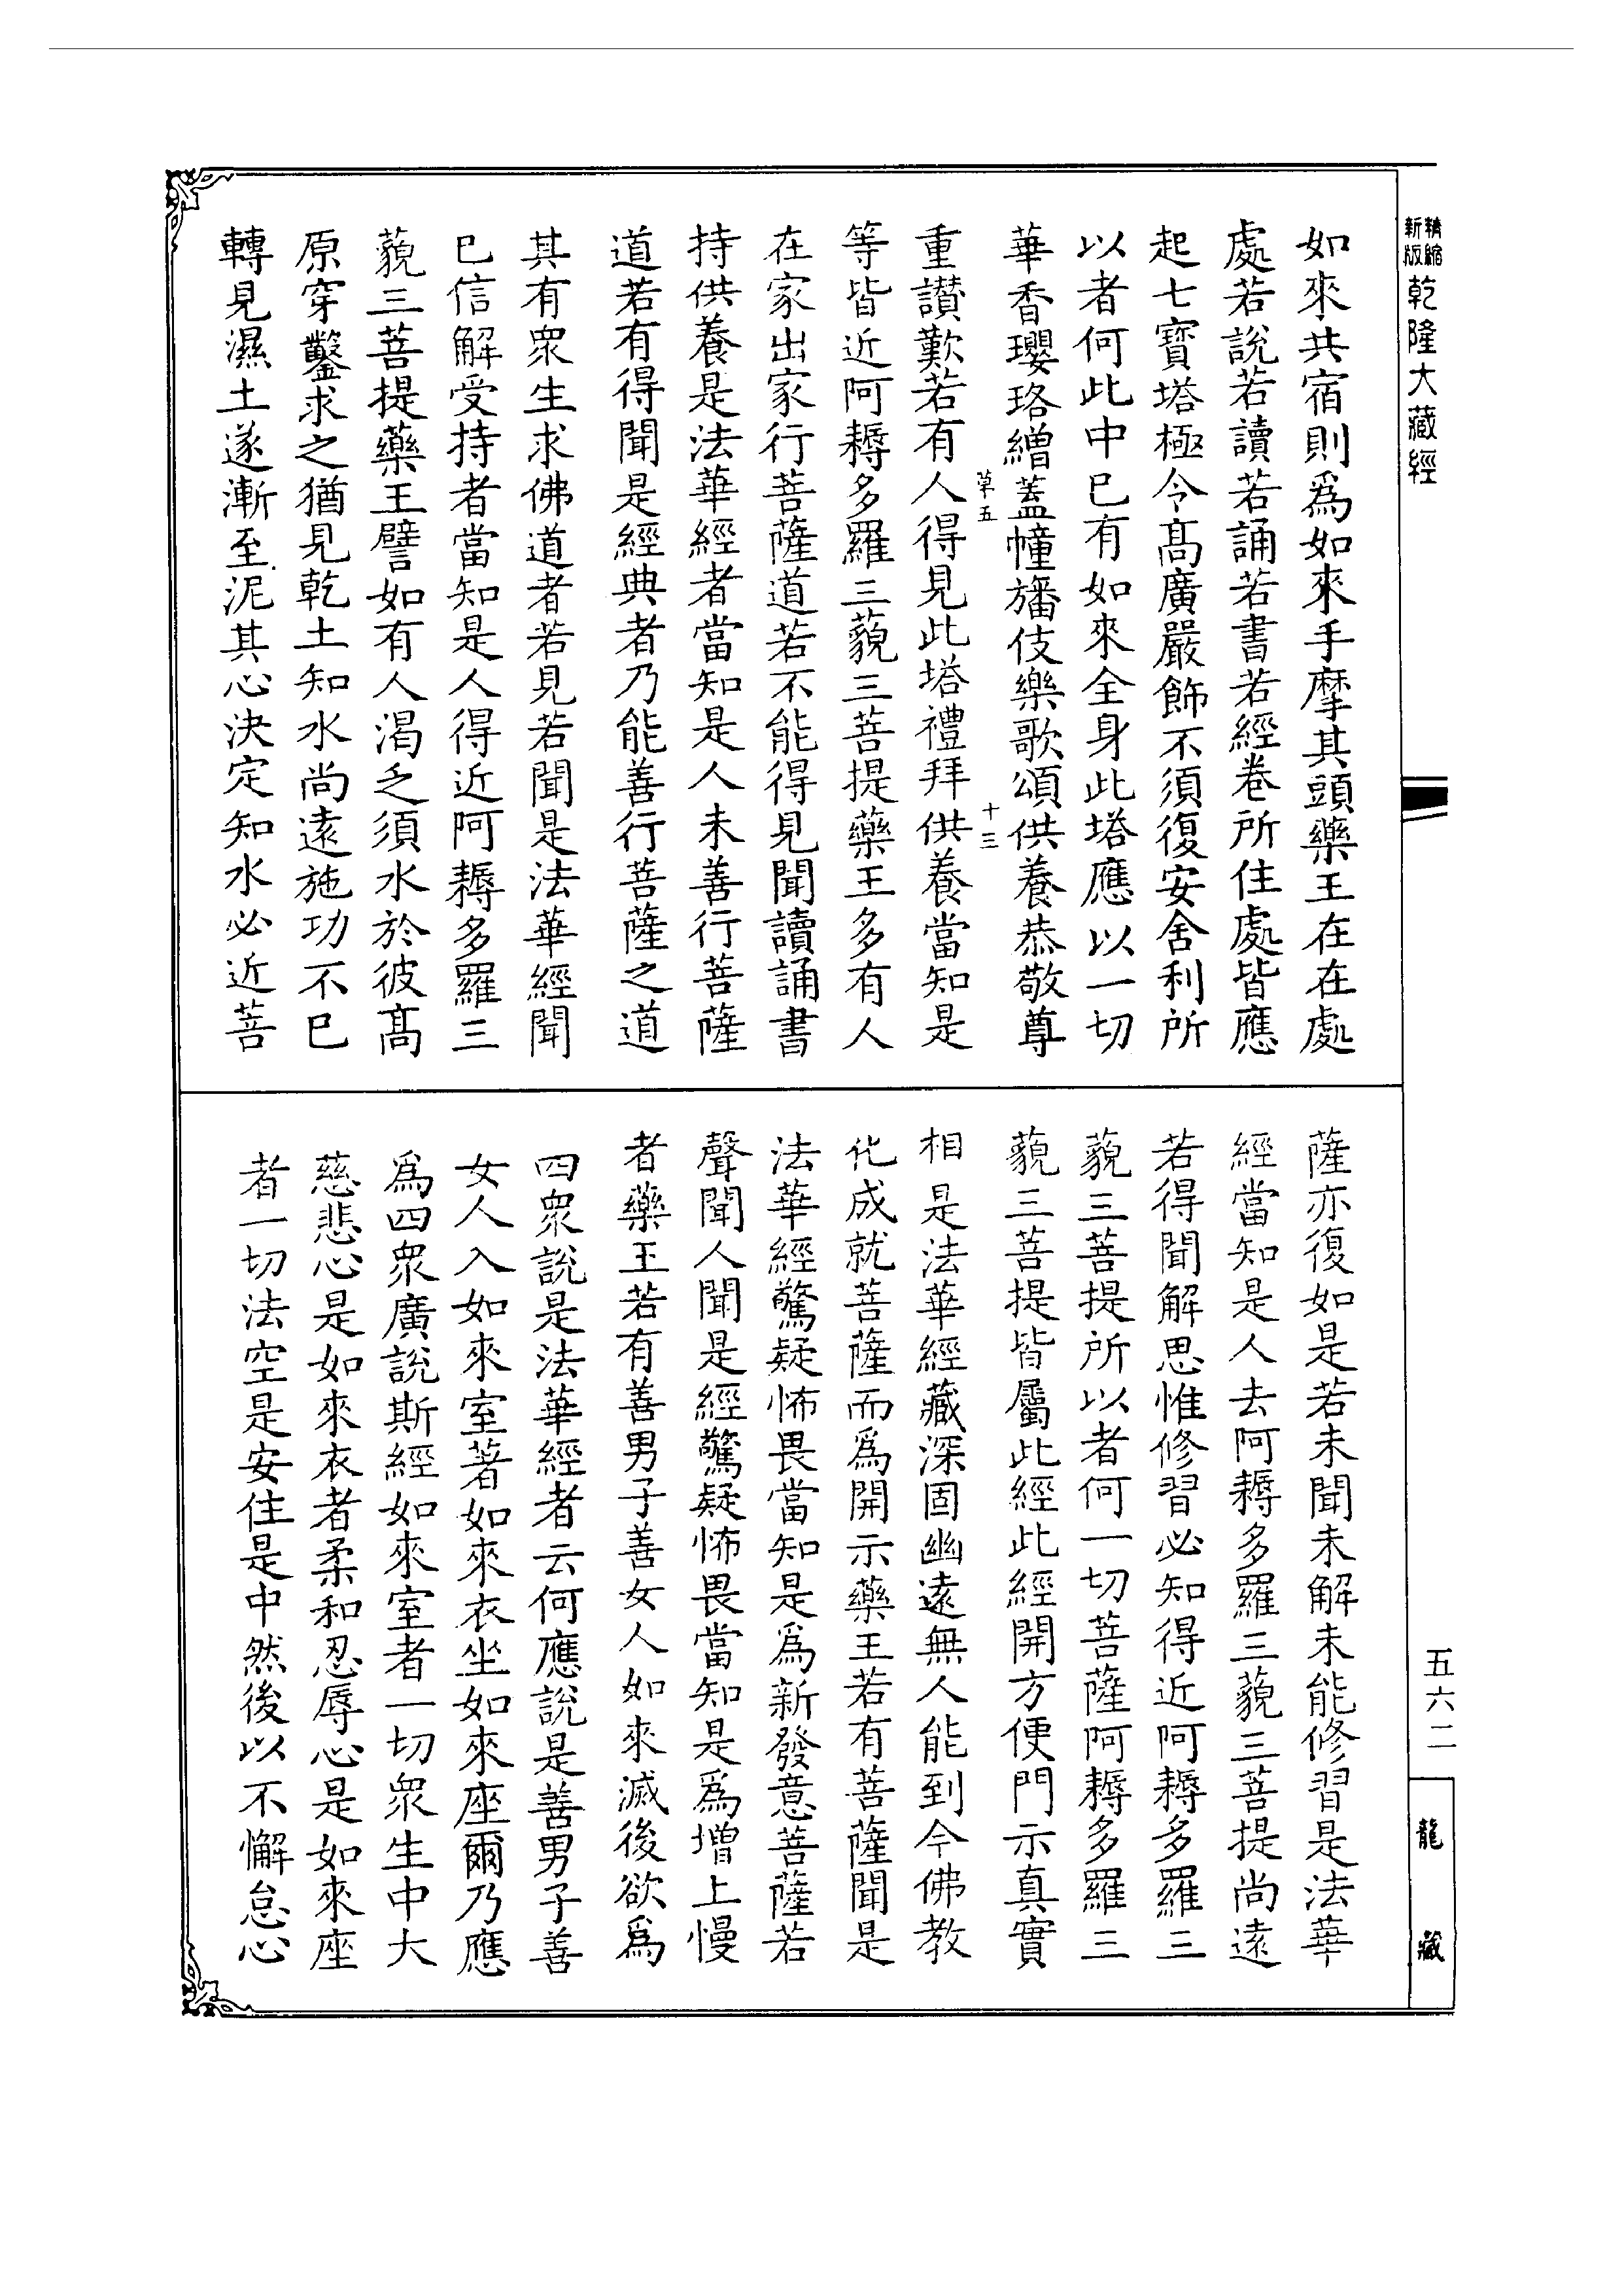 新版精縮乾隆大藏經
如來共宿則爲如來手摩其頭藥王在在處
處若說若讀若誦若書若經卷所住處皆應
起七寶塔極令高廣嚴飾不須復安舍利所
以者何此中已有如來全身此塔應以一切
華香瓔珞繒蓋幢旛伎樂歌頌供養恭敬尊
草五 十三
重讚歎若有人得見此塔禮拜供養當知是
等皆近阿耨多羅三藐三菩提藥王多有人
在家出家行菩薩道若不能得見聞讀誦書
持供養是法華經者當知是人未善行菩薩
道若有得聞是經典者乃能善行菩薩之道
其有眾生求佛道者若見若聞是法華經聞
已信解受持者當知是人得近阿耨多羅三
藐三菩提藥王譬如有人渴乏須水於彼高
原穿鑿求之猶見乾土知水尚遠施功不已
轉見濕土遂漸至泥其心決定知水必近菩
薩亦復如是若未聞未解未能修習是法華
經當知是人去阿耨多羅三藐三菩提尚遠
若得聞解思惟修習必知得近阿耨多羅三
藐三菩提所以者何一切菩薩阿耨多羅三
藐三菩提皆屬此經此經開方便門示真實
相是法華經藏深固幽遠無人能到今佛教
化成就菩薩而爲開示藥王若有菩薩聞是
法華經驚疑怖畏當知是爲新發意菩薩若
聲聞人聞是經驚疑怖畏當知是爲增上慢
者藥王若有善男子善女人如來滅後欲爲
四眾說是法華經者云何應說是善男子善
女人入如來室著如來衣坐如來座爾乃應
爲四眾廣說斯經如來室者一切眾生中大
慈悲心是如來衣者柔和忍辱心是如來座
者一切法空是安住是中然後以不懈怠心
五六二
龍藏